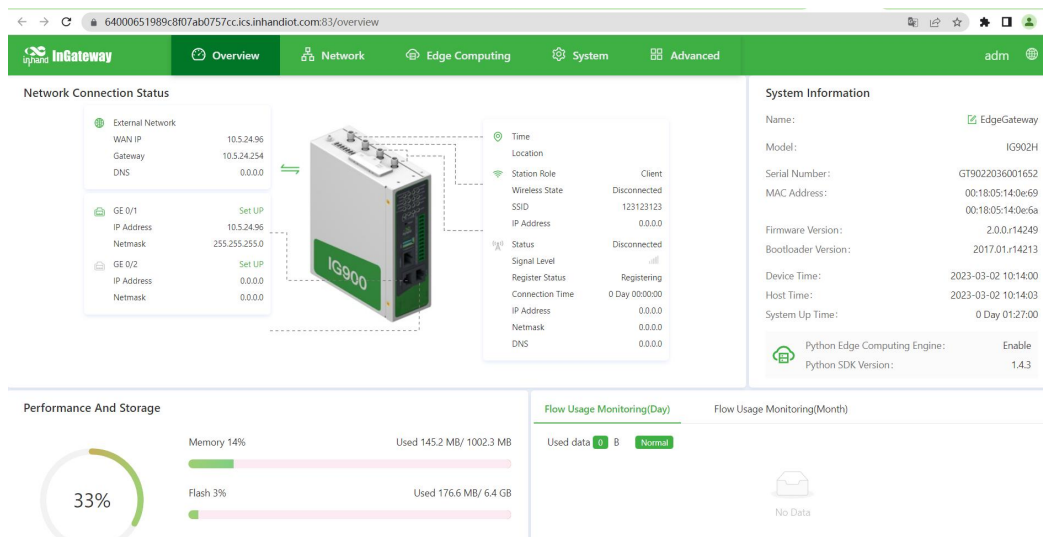 64000651989c8f07ab0757cc.ics.inhandiot.com:83/overview
inhand InGateway Overview Network Edge Computing System Advanced adm
Network Connection Status
External Network
WAN IP 10.5.24.96
Gateway 10.5.24.254
DNS 0.0.0.0
GE 0/1 Set UP
IP Address 10.5.24.96
Netmask 255.255.255.0
GE 0/2 Set UP
IP Address 0.0.0.0
Netmask 0.0.0.0
IG900
Time
Location
Station Role Client
Wireless State Disconnected
SSID 123123123
IP Address 0.0.0.0
Status Disconnected
Signal Level
Register Status Registering
Connection Time 0 Day 00:00:00
IP Address 0.0.0.0
Netmask 0.0.0.0
DNS 0.0.0.0
System Information
Name: EdgeGateway
Model: IG902H
Serial Number: GT9022036001652
MAC Address: 00:18:05:14:0e:69
00:18:05:14:0e:6a
Firmware Version: 2.0.0.r14249
Bootloader Version: 2017.01.r14213
Device Time: 2023-03-02 10:14:00
Host Time: 2023-03-02 10:14:03
System Up Time: 0 Day 01:27:00
Python Edge Computing Engine: Enable
Python SDK Version: 1.4.3
Performance And Storage
33%
Memory 14% Used 145.2 MB/ 1002.3 MB
Flash 3% Used 176.6 MB/ 6.4 GB
Flow Usage Monitoring(Day) Flow Usage Monitoring(Month)
Used data 0 B Normal
No Data